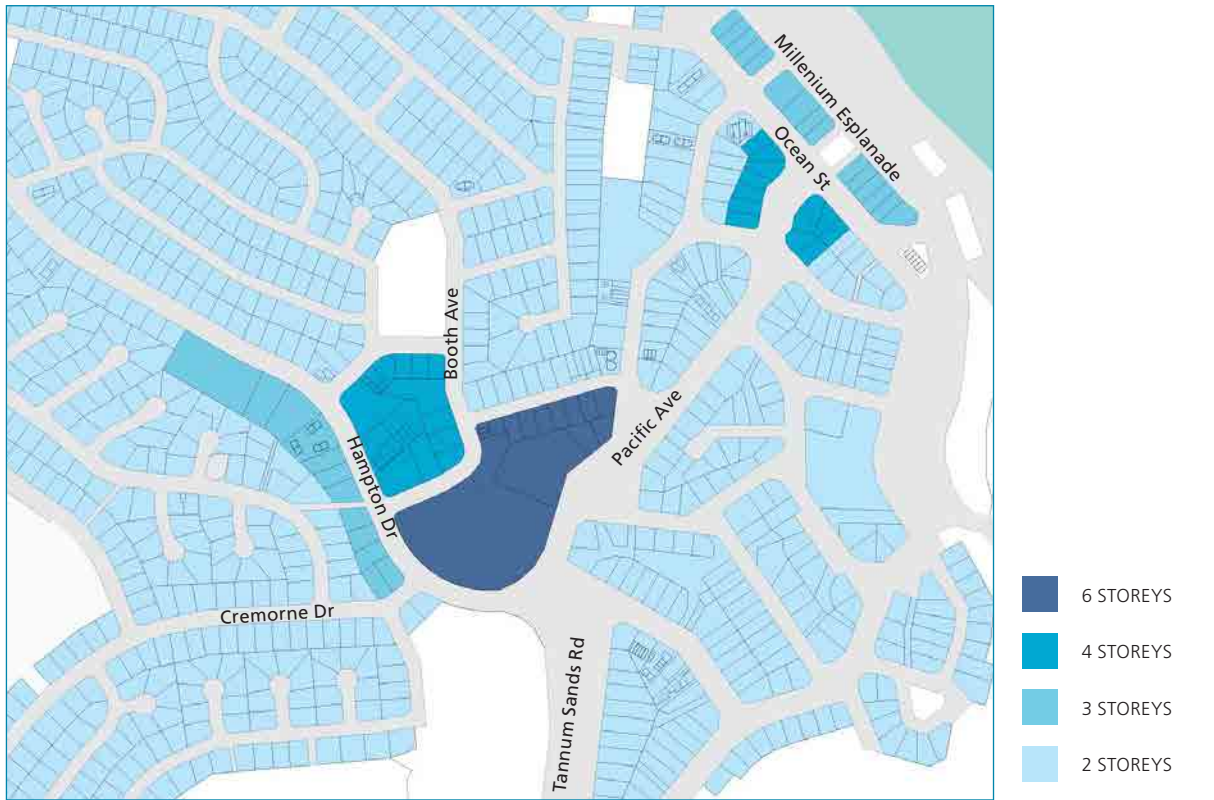 Millenium Esplanade
Ocean St
Booth Ave
Pacific Ave
Hampton Dr
Cremorne Dr
Tannum Sands Rd
6 STOREYS
4 STOREYS
3 STOREYS
2 STOREYS